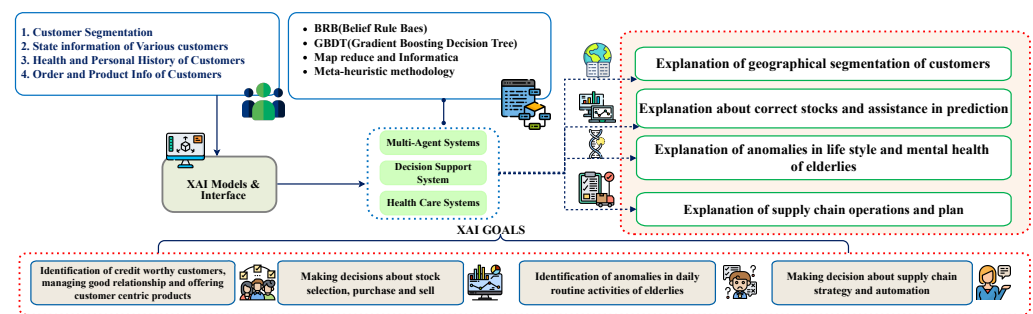 1. Customer Segmentation
2. State information of Various customers
3. Health and Personal History of Customers
4. Order and Product Info of Customers
• BRB(Belief Rule Baes)
• GBDT(Gradient Boosting Decision Tree)
• Map reduce and Informatica
• Meta-heuristic methodology
XAI Models &
Interface
Multi-Agent Systems
Decision Support
System
Health Care Systems
Explanation of geographical segmentation of customers
Explanation about correct stocks and assistance in prediction
Explanation of anomalies in life style and mental health
of elderlies
Explanation of supply chain operations and plan
XAI GOALS
Identification of credit worthy customers,
managing good relationship and offering
customer centric products
Making decisions about stock
selection, purchase and sell
Identification of anomalies in daily
routine activities of elderlies
Making decision about supply chain
strategy and automation